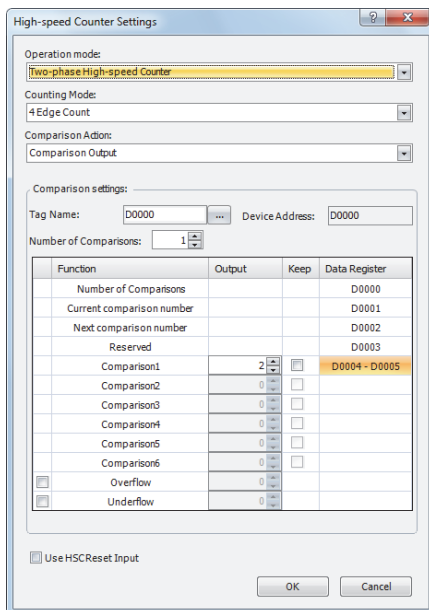 High-speed Counter Settings
?
Operation mode:
Two-phase High-speed Counter
Counting Mode:
4 Edge Count
Comparison Action:
Comparison Output
Comparison settings:
Tag Name: D0000 ... Device Address: D0000
Number of Comparisons: 1
Function Output Keep Data Register
Number of Comparisons D0000
Current comparison number D0001
Next comparison number D0002
Reserved D0003
Comparison1 2 D0004 - D0005
Comparison2 0
Comparison3 0
Comparison4 0
Comparison5 0
Comparison6 0
Overflow 0
Underflow 0
Use HSCReset Input
OK Cancel